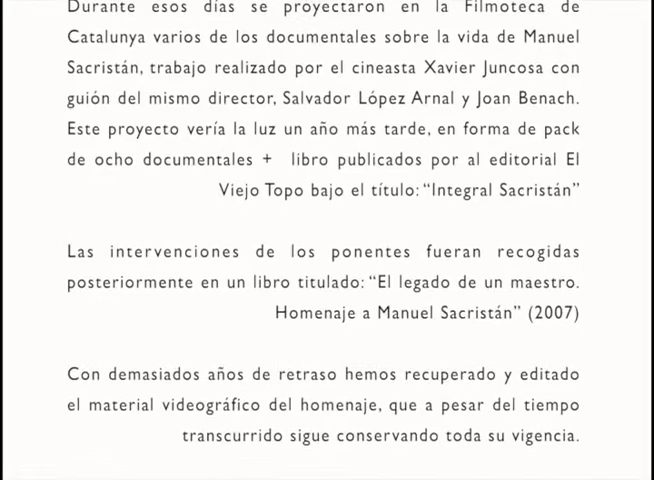 Durante esos días se proyectaron en la Filmoteca de
Catalunya varios de los documentales sobre la vida de Manuel
Sacristán, trabajo realizado por el cineasta Xavier Juncosa con
guión del mismo director, Salvador López Arnal y Joan Benach.
Este proyecto vería la luz un año más tarde, en forma de pack
de ocho documentales + libro publicados por al editorial El
Viejo Topo bajo el título: “Integral Sacristán”
Las intervenciones de los ponentes fueran recogidas
posteriormente en un libro titulado: “El legado de un maestro.
Homenaje a Manuel Sacristán” (2007)
Con demasiados años de retraso hemos recuperado y editado
el material videográfico del homenaje, que a pesar del tiempo
transcurrido sigue conservando toda su vigencia.